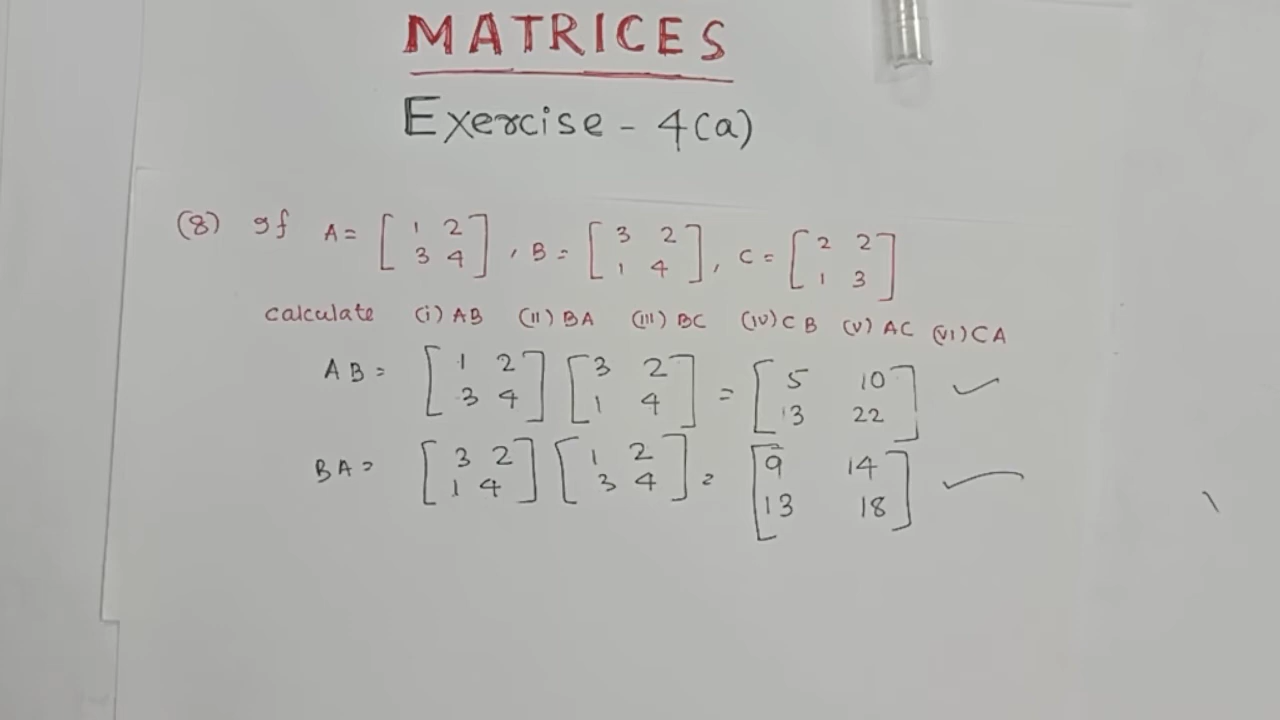 MATRICES
Exercise - 4(a)
(8) If A = [1 2 3 4], B = [3 2 1 4], C = [2 2 1 3]
calculate (i) AB (II) BA (III) BC (IV) CB (V) AC (VI) CA
AB = [1 2 3 4] [3 2 1 4] = [5 10 13 22] ✓
BA = [3 2 1 4] [1 2 3 4] = [9 14 13 18] ✓